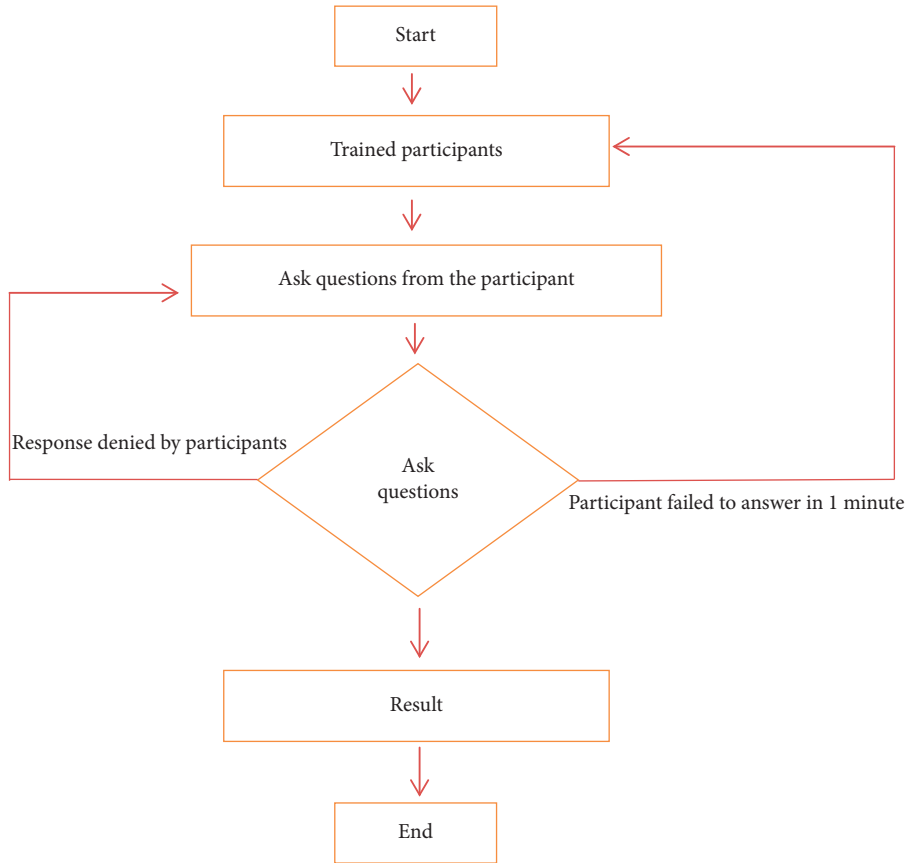 Start
Trained participants
Ask questions from the participant
Response denied by participants
Ask
questions
Participant failed to answer in 1 minute
Result
End